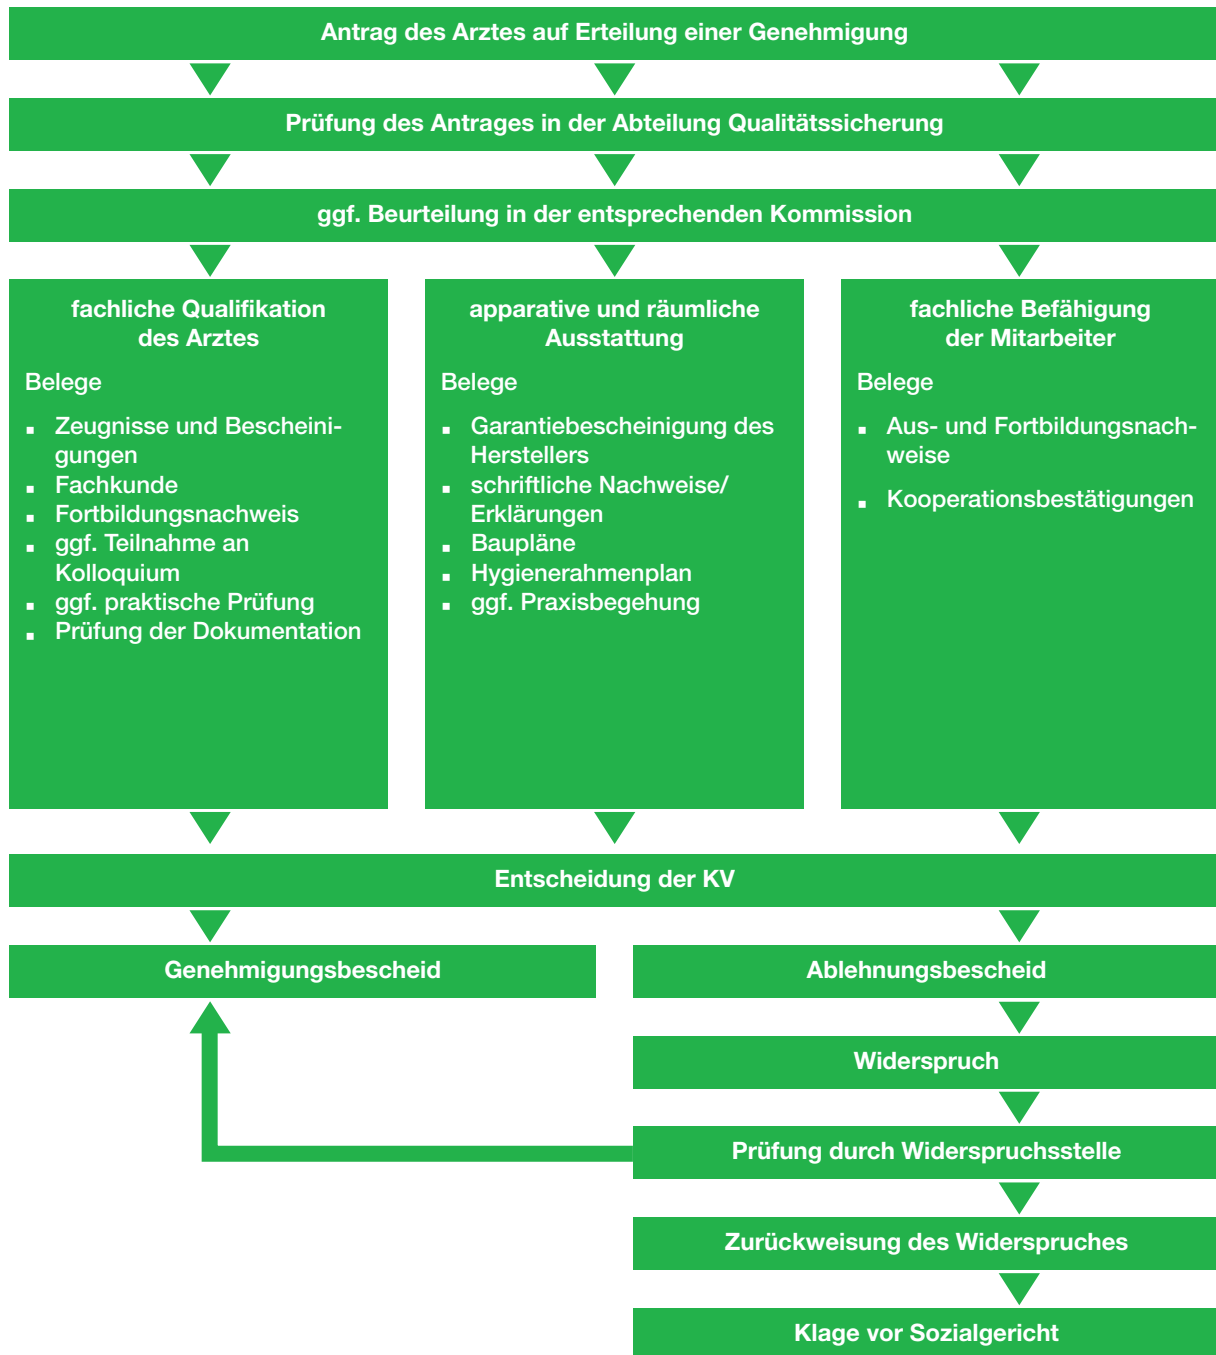 Antrag des Arztes auf Erteilung einer Genehmigung
Prüfung des Antrages in der Abteilung Qualitätssicherung
ggf. Beurteilung in der entsprechenden Kommission
fachliche Qualifikation
des Arztes
Belege
▪ Zeugnisse und Bescheini-
gungen
▪ Fachkunde
▪ Fortbildungsnachweis
▪ ggf. Teilnahme an
Kolloquium
▪ ggf. praktische Prüfung
▪ Prüfung der Dokumentation
apparative und räumliche
Ausstattung
Belege
▪ Garantiebescheinigung des
Herstellers
▪ schriftliche Nachweise/
Erklärungen
▪ Baupläne
▪ Hygienerahmenplan
▪ ggf. Praxisbegehung
fachliche Befähigung
der Mitarbeiter
Belege
▪ Aus- und Fortbildungsnach-
weise
▪ Kooperationsbestätigungen
Entscheidung der KV
Genehmigungsbescheid
Ablehnungsbescheid
Widerspruch
Prüfung durch Widerspruchsstelle
Zurückweisung des Widerspruches
Klage vor Sozialgericht